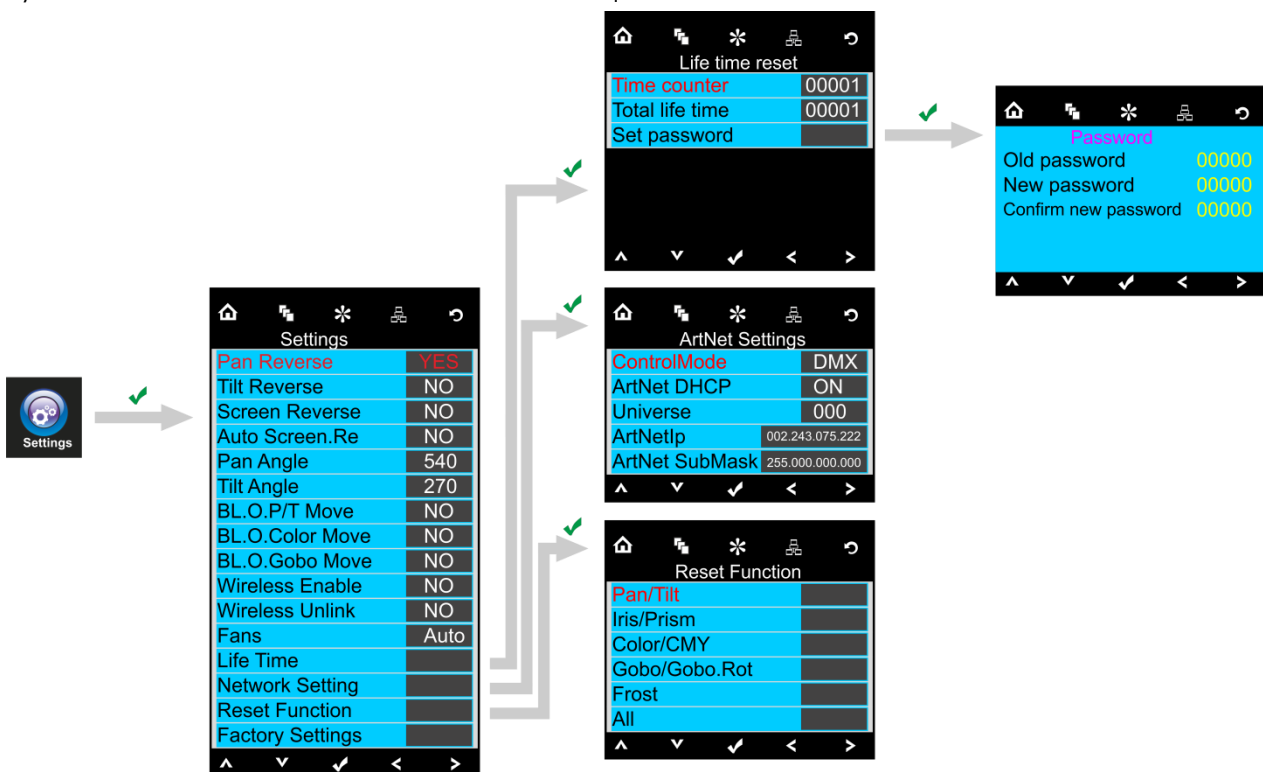 Settings
Settings
Pan Reverse YES
Tilt Reverse NO
Screen Reverse NO
Auto Screen.Re NO
Pan Angle 540
Tilt Angle 270
BL.O.P/T Move NO
BL.O.Color Move NO
BL.O.Gobo Move NO
Wireless Enable NO
Wireless Unlink NO
Fans Auto
Life Time
Network Setting
Reset Function
Factory Settings
Life time reset
Time counter 00001
Total life time 00001
Set password
Password
Old password 00000
New password 00000
Confirm new password 00000
ArtNet Settings
ControlMode DMX
ArtNet DHCP ON
Universe 000
ArtNetIp 002.243.075.222
ArtNet SubMask 255.000.000.000
Reset Function
Pan/Tilt
Iris/Prism
Color/CMY
Gobo/Gobo.Rot
Frost
All